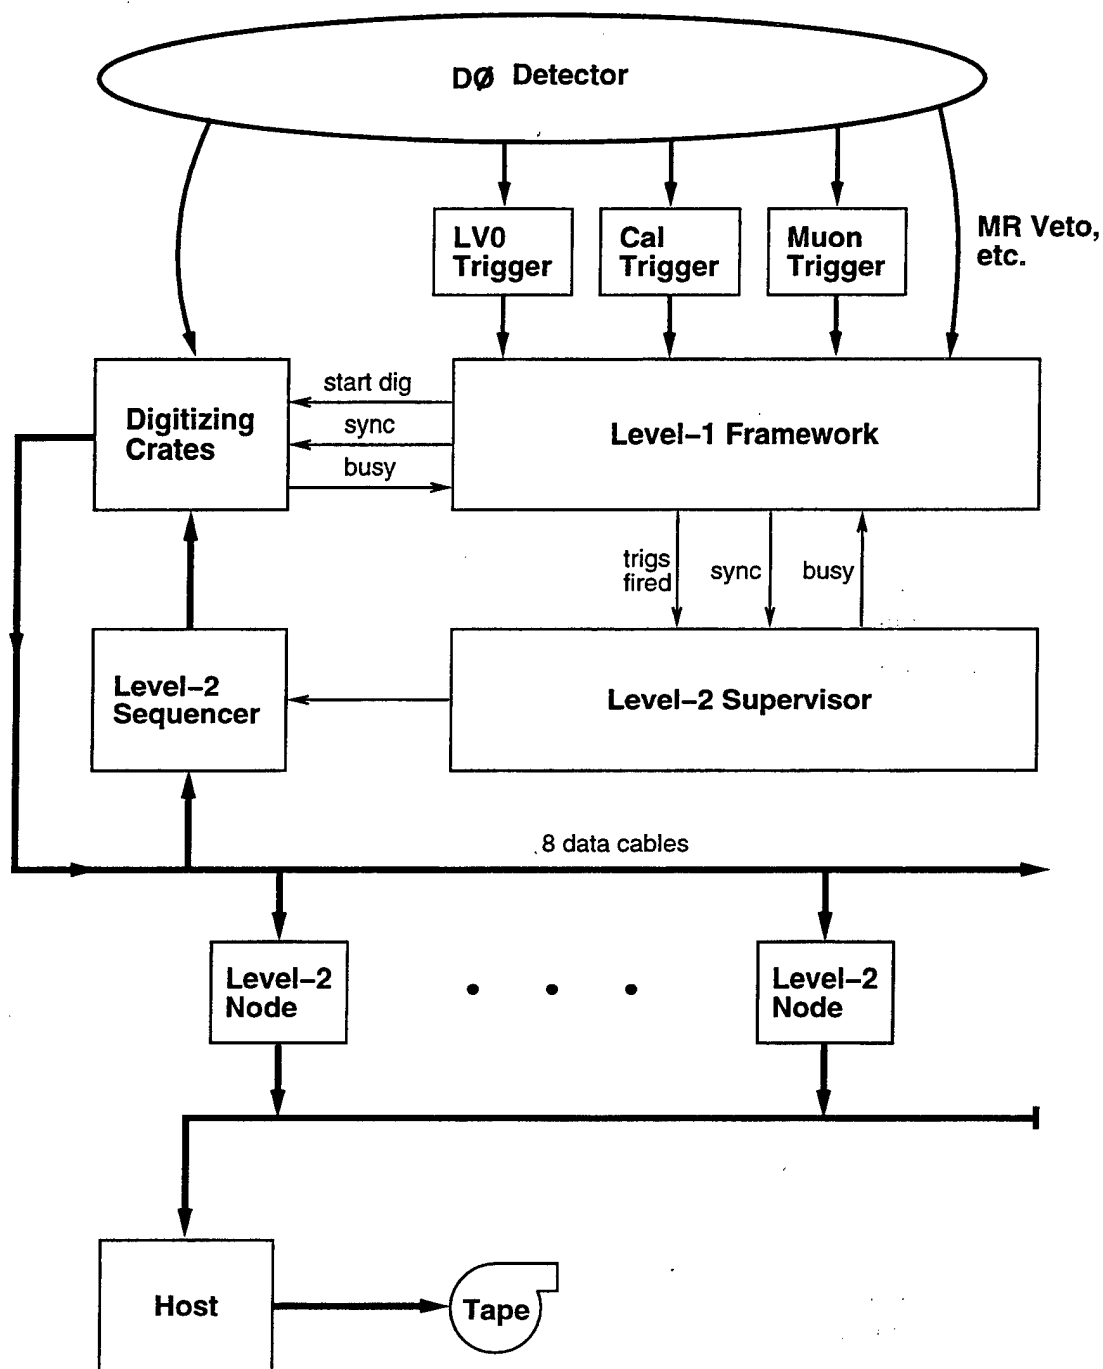 DØ Detector
LV0
Trigger
Cal
Trigger
Muon
Trigger
MR Veto,
etc.
start dig
sync
busy
Digitizing
Crates
Level-1 Framework
trigs
fired
sync
busy
Level-2
Sequencer
Level-2 Supervisor
8 data cables
Level-2
Node
Level-2
Node
Host
Tape